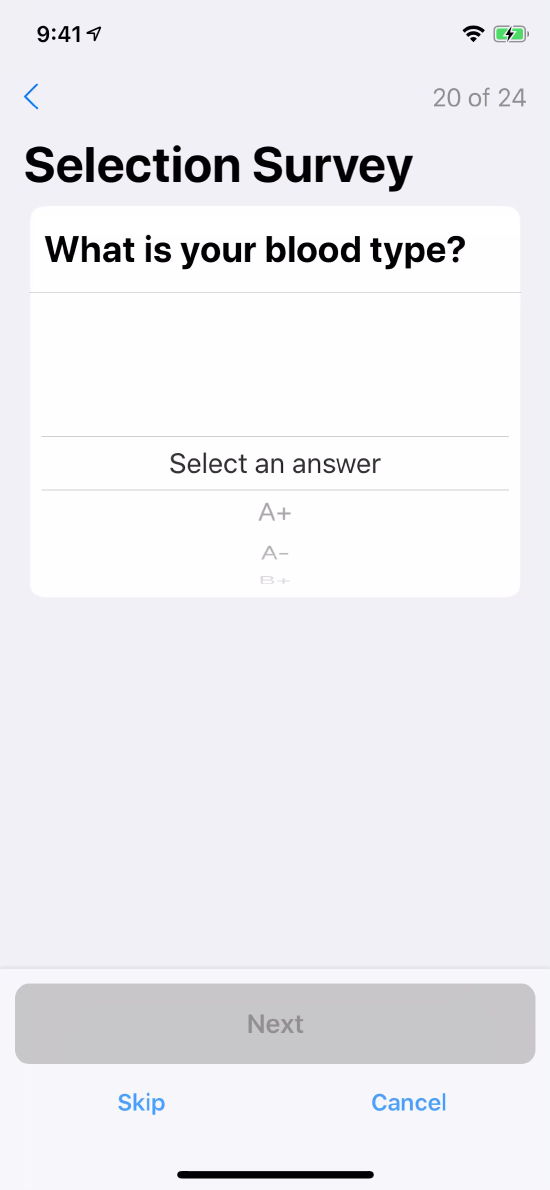 9:41
20 of 24
Selection Survey
What is your blood type?
Select an answer
A+
A-
B+
Next
Skip
Cancel